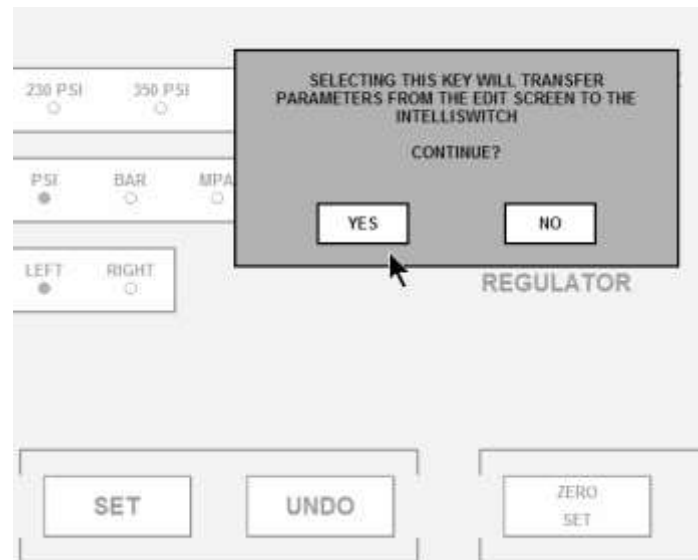 SELECTING THIS KEY WILL TRANSFER
PARAMETERS FROM THE EDIT SCREEN TO THE
INTELLISWITCH
CONTINUE?
YES NO
230 PSI 350 PSI
PSI BAR MPA
LEFT RIGHT
REGULATOR
SET UNDO
ZERO
SET